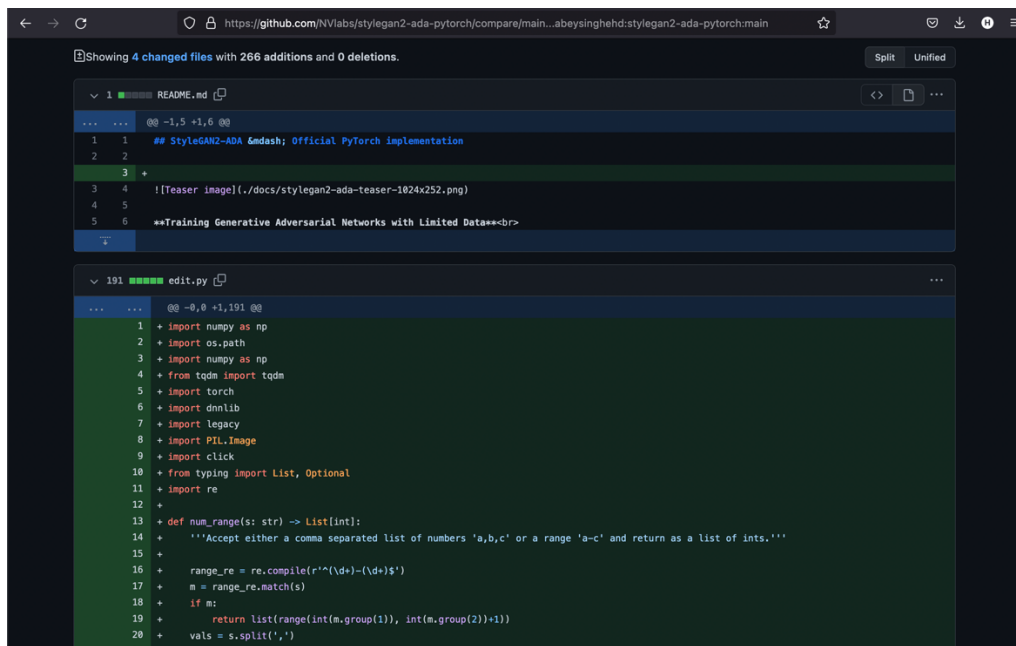 https://github.com/NVlabs/stylegan2-ada-pytorch/compare/main...abeysinghehd:stylegan2-ada-pytorch:main
H
Showing 4 changed files with 266 additions and 0 deletions.
Split Unified
1 README.md
... ... @@ -1,5 +1,6 @@
1 1 ## StyleGAN2-ADA &mdash; Official PyTorch implementation
2 2
3 +
3 4 ![Teaser image](./docs/stylegan2-ada-teaser-1024x252.png)
4 5
5 6 **Training Generative Adversarial Networks with Limited Data**<br>
191 edit.py
... ... @@ -0,0 +1,191 @@
1 + import numpy as np
2 + import os.path
3 + import numpy as np
4 + from tqdm import tqdm
5 + import torch
6 + import dnnlib
7 + import legacy
8 + import PIL.Image
9 + import click
10 + from typing import List, Optional
11 + import re
12 +
13 + def num_range(s: str) -> List[int]:
14 + '''Accept either a comma separated list of numbers 'a,b,c' or a range 'a-c' and return as a list of ints.'''
15 +
16 + range_re = re.compile(r'^(\d+)-(\d+)$')
17 + m = range_re.match(s)
18 + if m:
19 + return list(range(int(m.group(1)), int(m.group(2))+1))
20 + vals = s.split(',')